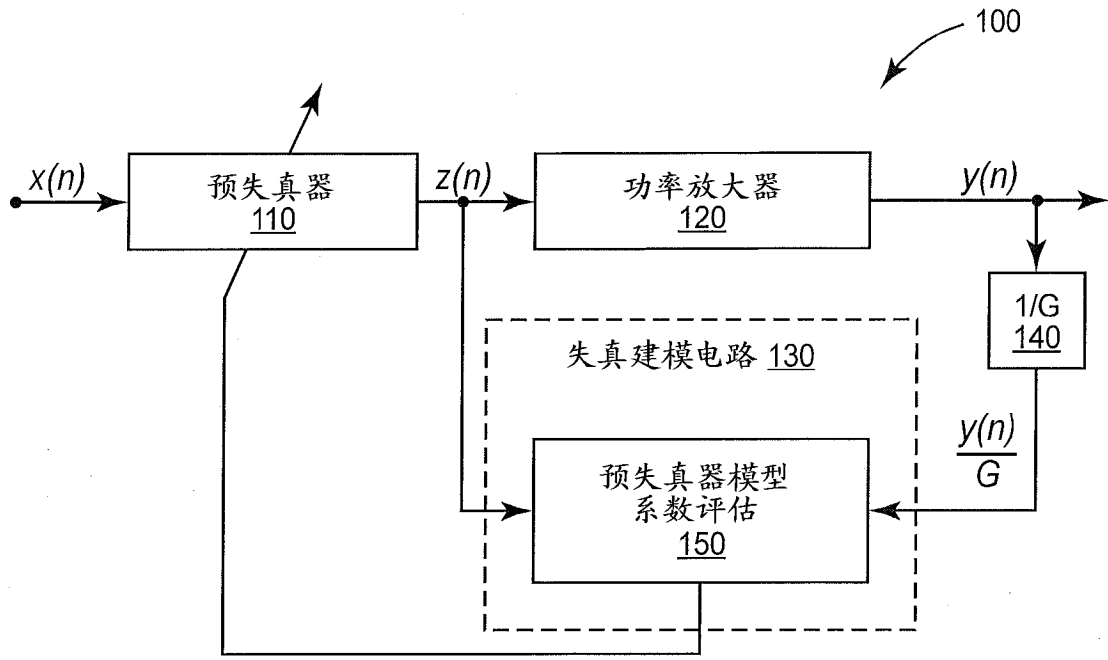 100
x(n)
预失真器
110
z(n)
功率放大器
120
y(n)
1/G
140
失真建模电路 130
y(n)
G
预失真器模型
系数评估
150